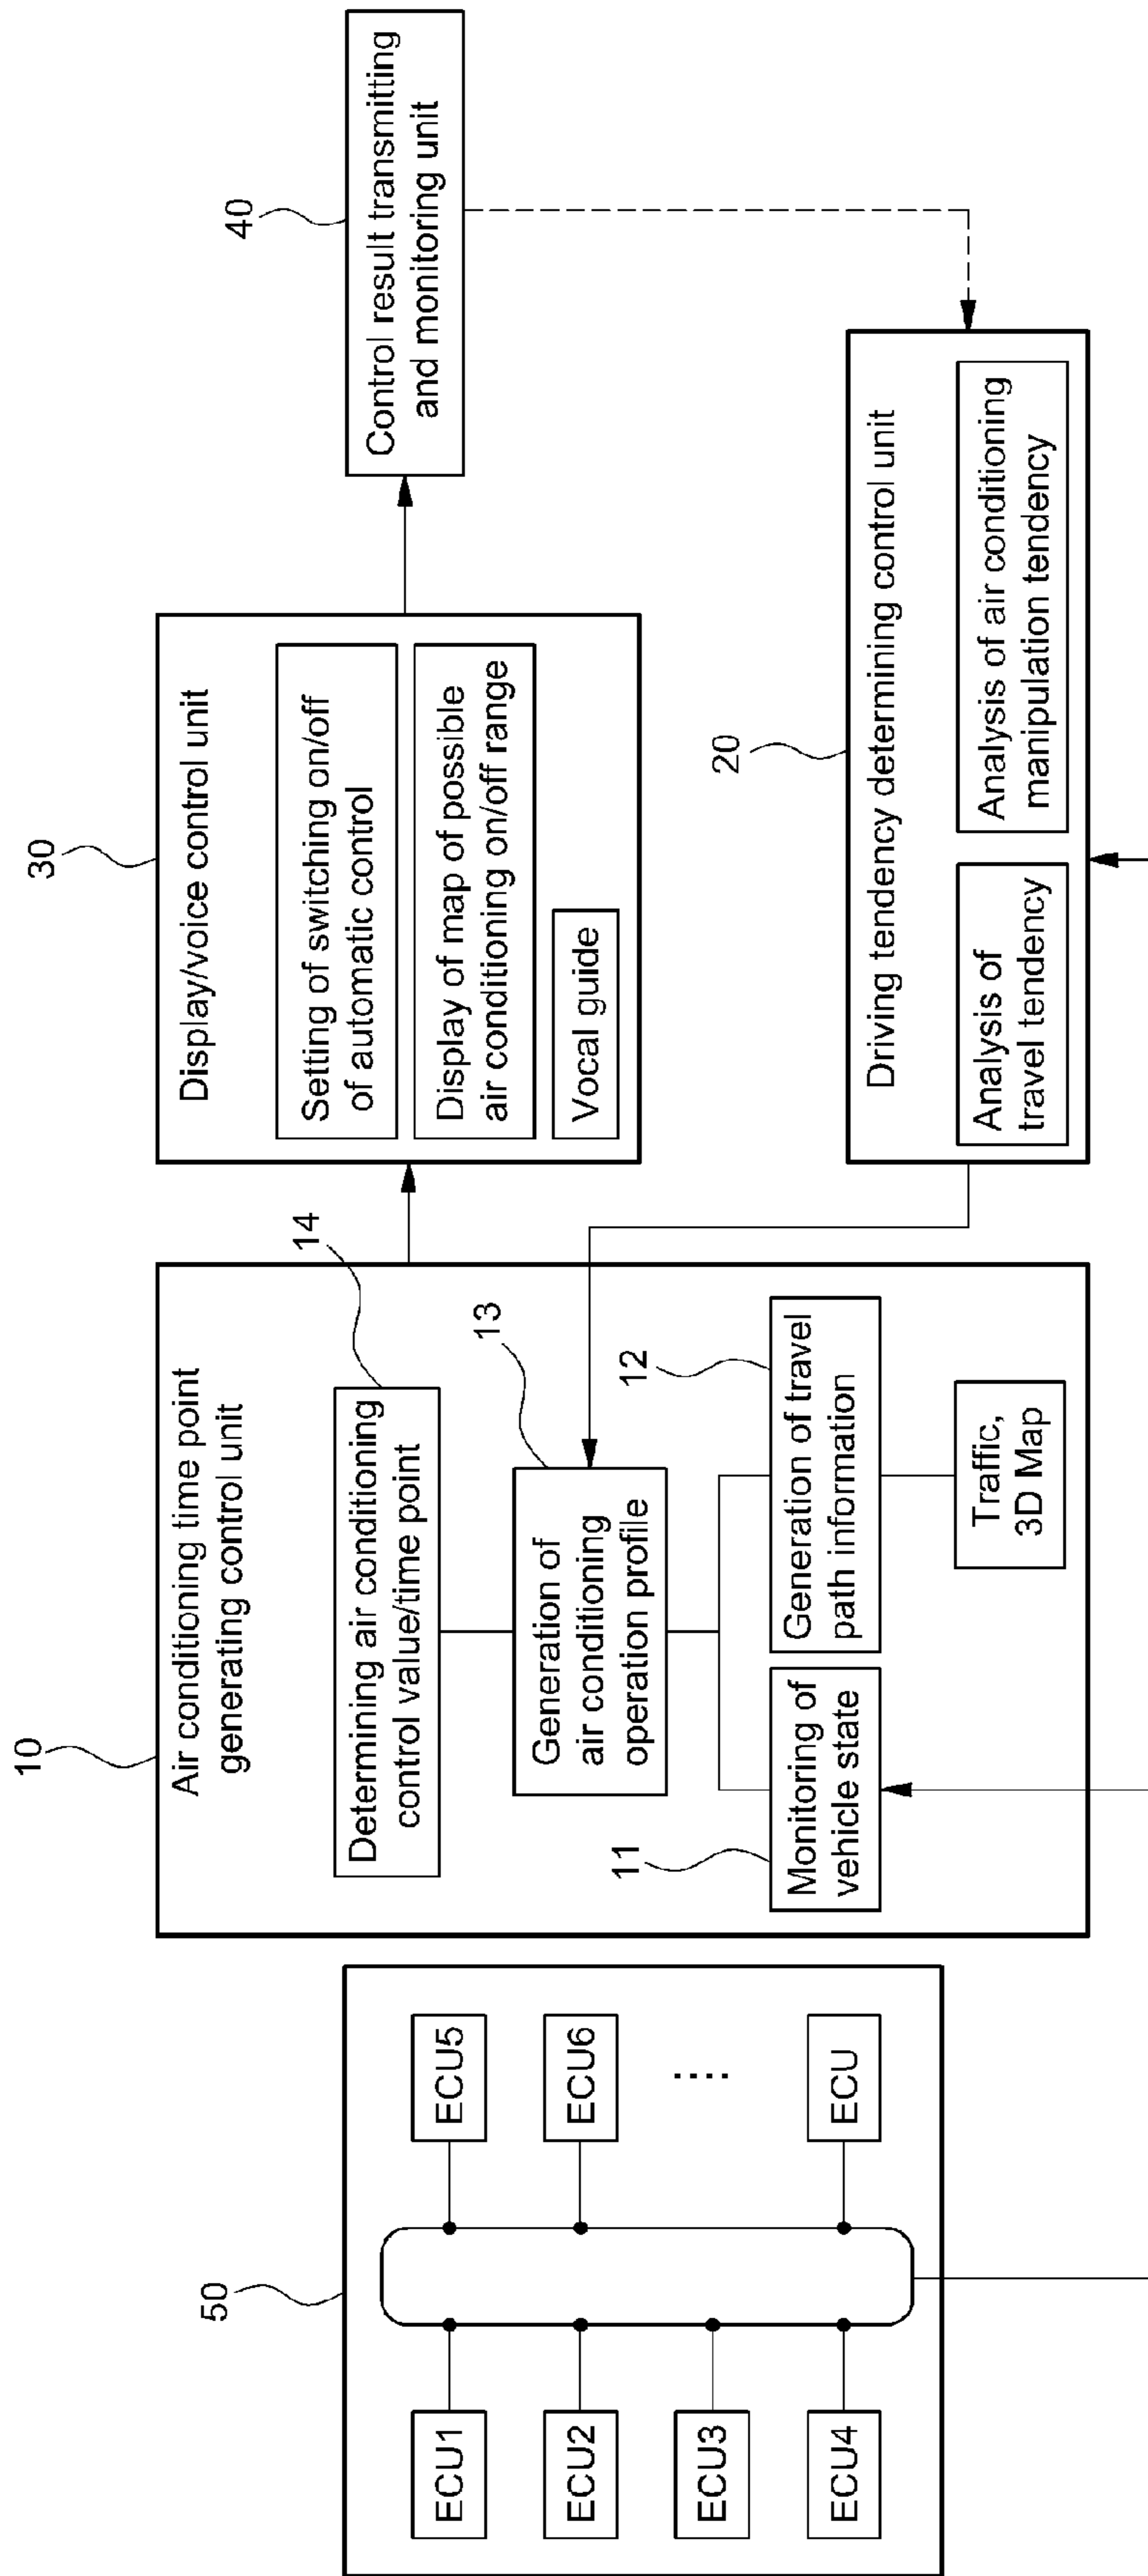 50
ECU1
ECU2
ECU3
ECU4
ECU5
ECU6
....
ECU
10
Air conditioning time point
generating control unit
14
Determining air conditioning
control value/time point
13
Generation of
air conditioning
operation profile
11
Monitoring of
vehicle state
12
Generation of travel
path information
Traffic,
3D Map
30
Display/voice control unit
Setting of switching on/off
of automatic control
Display of map of possible
air conditioning on/off range
Vocal guide
40
Control result transmitting
and monitoring unit
20
Driving tendency determining control unit
Analysis of
travel tendency
Analysis of air conditioning
manipulation tendency